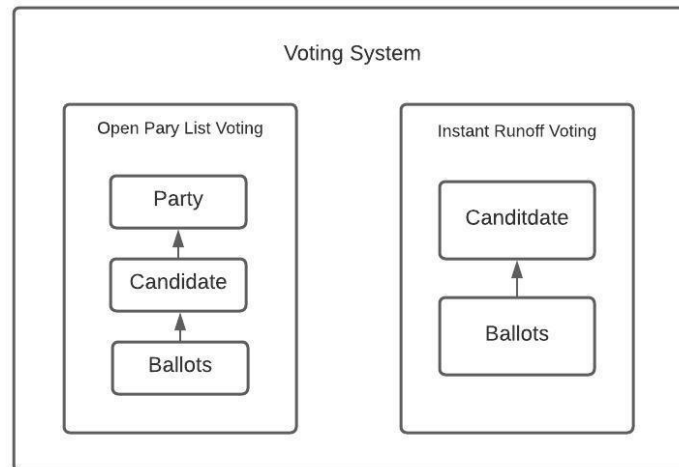 Voting System
Open Pary List Voting
Party
Candidate
Ballots
Instant Runoff Voting
Canditdate
Ballots